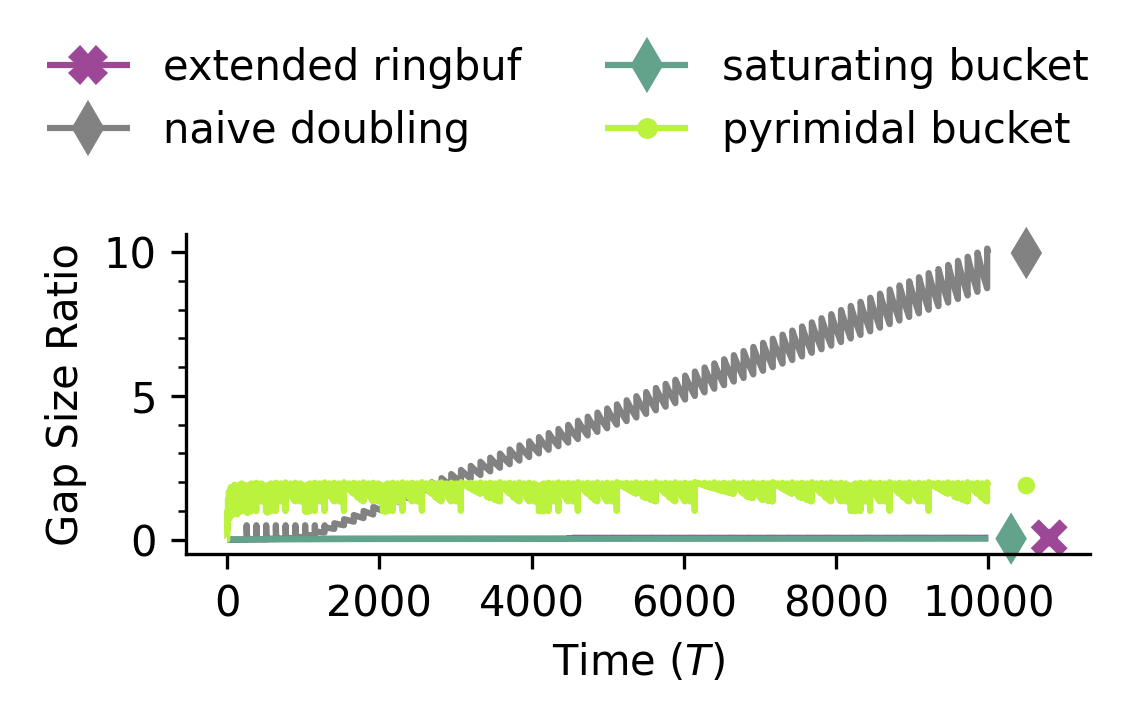 extended ringbuf
naive doubling
saturating bucket
pyrimidal bucket
Gap Size Ratio
10
5
0
0 2000 4000 6000 8000 10000
Time (T)